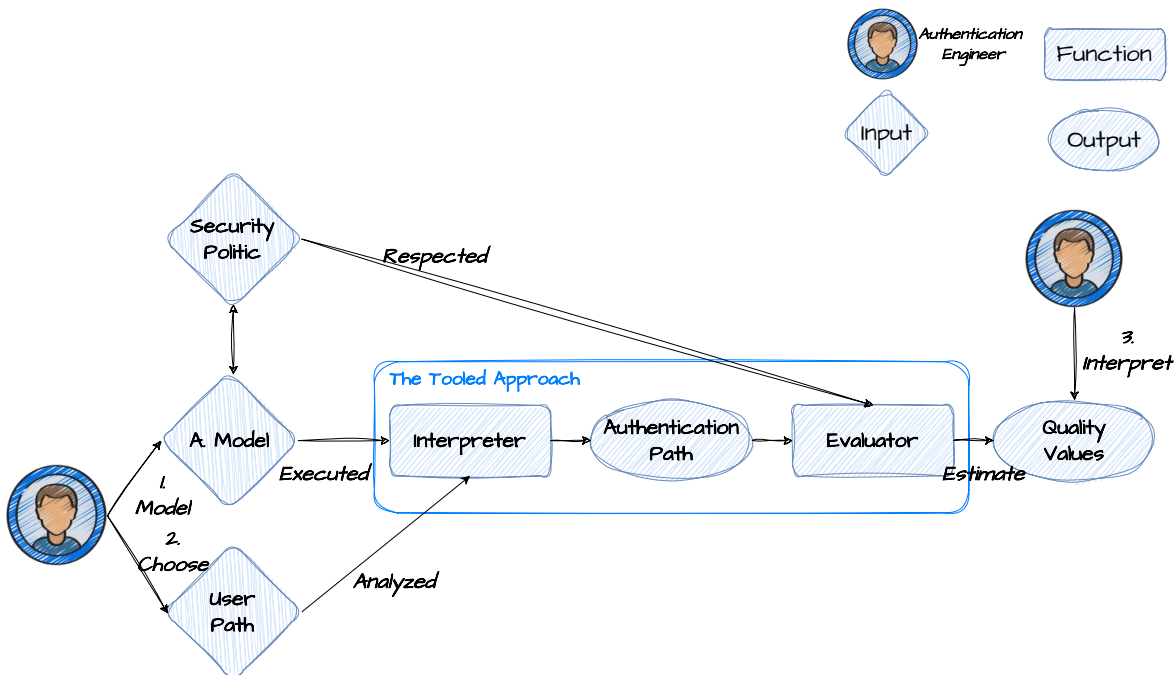 Authentication
Engineer
Function
Input
Output
Security
Politic
Respected
3.
Interpret
The Tooled Approach
A. Model
Interpreter
Authentication
Path
Evaluator
Quality
Values
Executed
Estimate
1.
Model
2.
Choose
User
Path
Analyzed